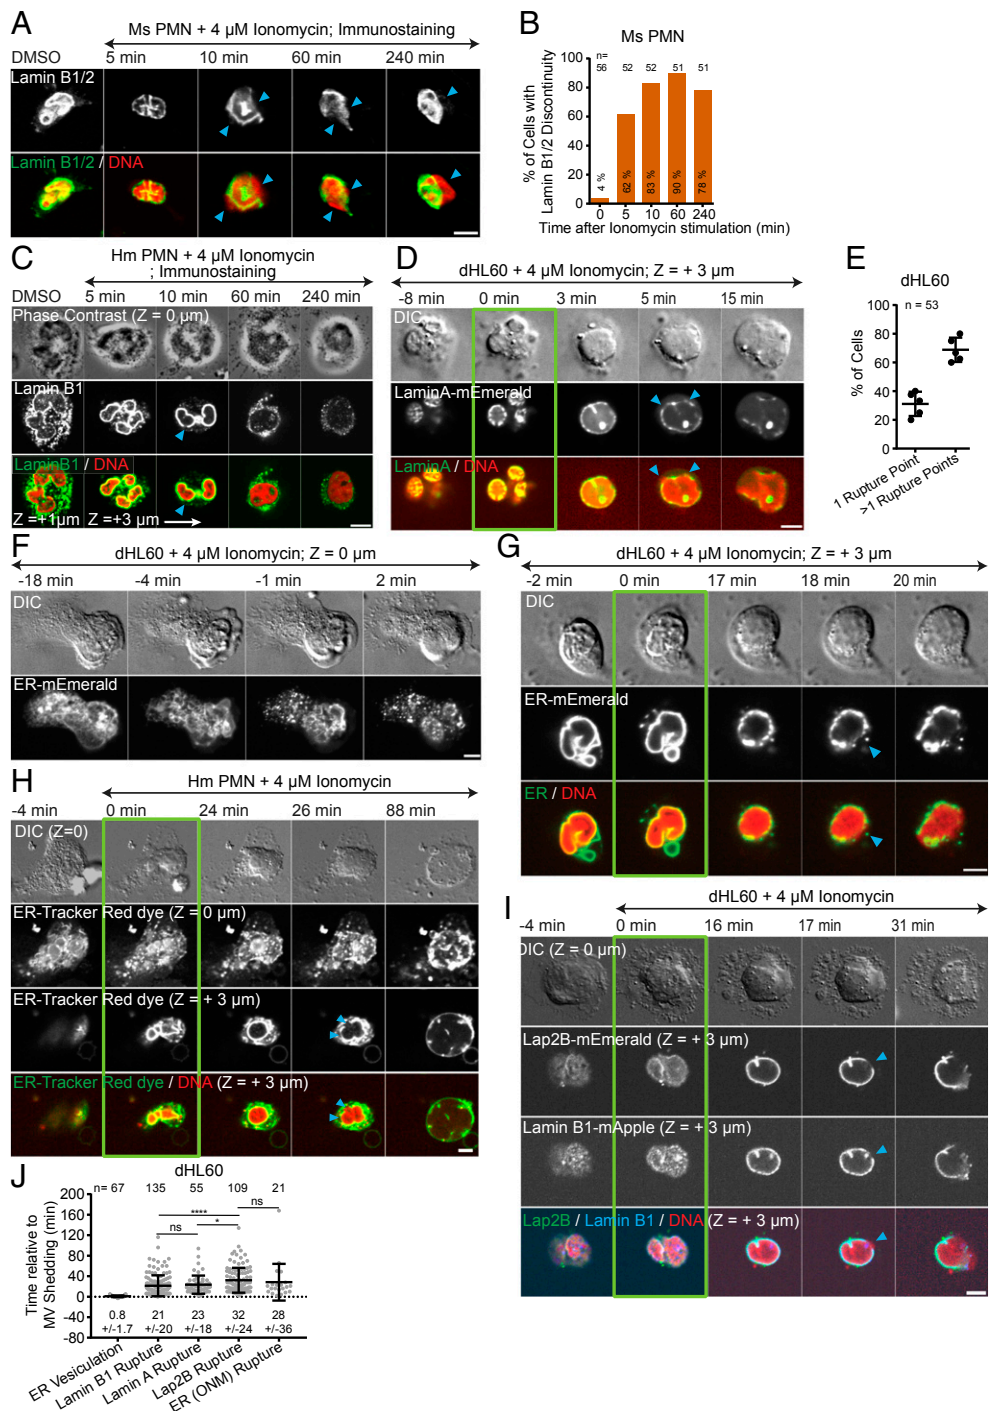 A
Ms PMN + 4 µM Ionomycin; Immunostaining
DMSO 5 min 10 min 60 min 240 min
Lamin B1/2
Lamin B1/2 / DNA
B
Ms PMN
n=
56 52 52 51 51
100
80
60
40
20
0
% of Cells with
Lamin B1/2 Discontinuity
4 % 62 % 83 % 90 % 78 %
0 5 10 60 240
Time after Ionomycin stimulation (min)
C
Hm PMN + 4 µM Ionomycin
; Immunostaining
DMSO 5 min 10 min 60 min 240 min
Phase Contrast (Z = 0 µm)
Lamin B1
LaminB1 / DNA
Z =+1µm Z =+3 µm
D
dHL60 + 4 µM Ionomycin; Z = + 3 µm
-8 min 0 min 3 min 5 min 15 min
DIC
LaminA-mEmerald
LaminA / DNA
E
dHL60
n = 53
100
80
60
40
20
0
% of Cells
1 Rupture Point
>1 Rupture Points
F
dHL60 + 4 µM Ionomycin; Z = 0 µm
-18 min -4 min -1 min 2 min
DIC
ER-mEmerald
G
dHL60 + 4 µM Ionomycin; Z = + 3 µm
-2 min 0 min 17 min 18 min 20 min
DIC
ER-mEmerald
ER / DNA
H
Hm PMN + 4 µM Ionomycin
-4 min 0 min 24 min 26 min 88 min
DIC (Z=0)
ER-Tracker Red dye (Z = 0 µm)
ER-Tracker Red dye (Z = + 3 µm)
ER-Tracker Red dye / DNA (Z = + 3 µm)
I
dHL60 + 4 µM Ionomycin
-4 min 0 min 16 min 17 min 31 min
DIC (Z = 0 µm)
Lap2B-mEmerald (Z = + 3 µm)
Lamin B1-mApple (Z = + 3 µm)
Lap2B / Lamin B1 / DNA (Z = + 3 µm)
J
dHL60
n= 67 135 55 109 21
200
160
120
80
40
0
-40
-80
Time relative to
MV Shedding (min)
**** ns
ns *
0.8 21 23 32 28
+/-1.7 +/-20 +/-18 +/-24 +/-36
ER Vesiculation
Lamin B1 Rupture
Lamin A Rupture
Lap2B Rupture
ER (ONM) Rupture